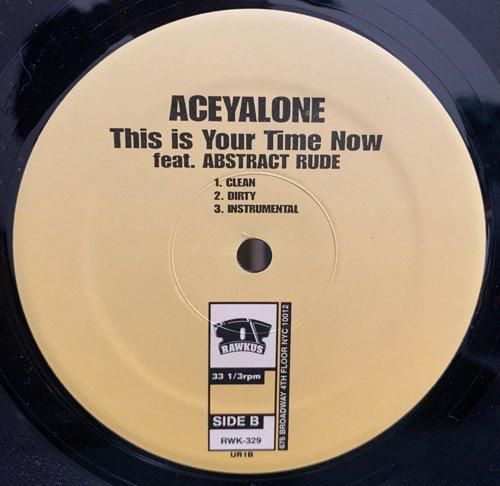 ACEYALONE
This is Your Time Now
feat. ABSTRACT RUDE
1. CLEAN
2. DIRTY
3. INSTRUMENTAL
RAWKUS
33 1/3rpm
SIDE B
RWK-329
UR1B
676 BROADWAY 4TH FLOOR NYC 10012